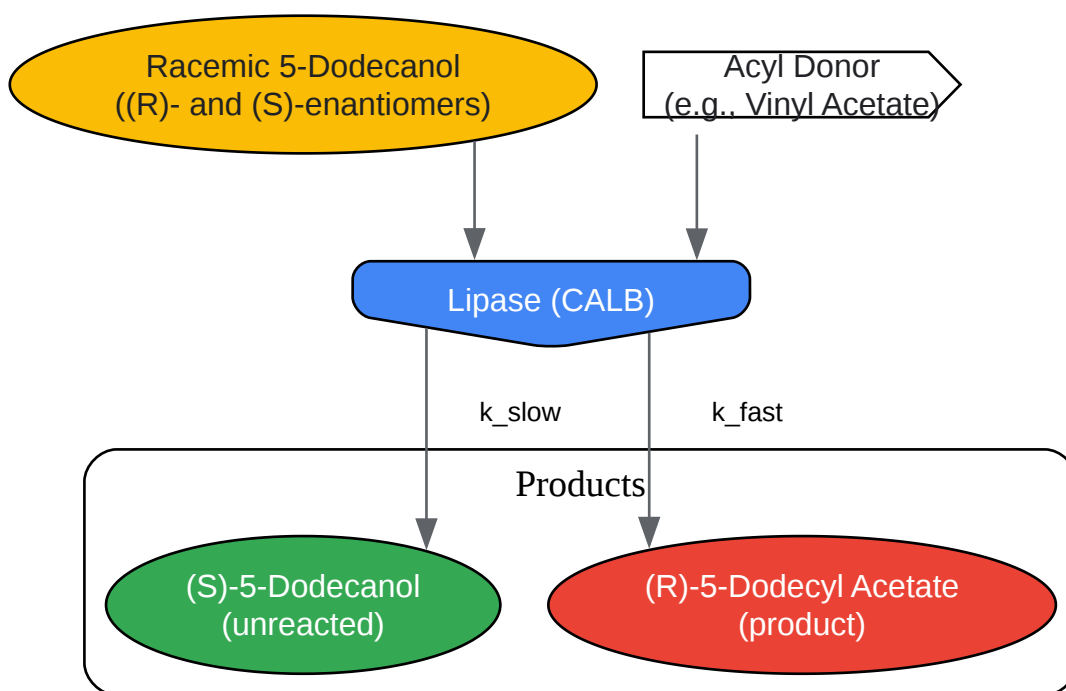 Racemic 5-Dodecanol
((R)- and (S)-enantiomers)
Acyl Donor
(e.g., Vinyl Acetate)
Lipase (CALB)
k_slow
k_fast
Products
(S)-5-Dodecanol
(unreacted)
(R)-5-Dodecyl Acetate
(product)